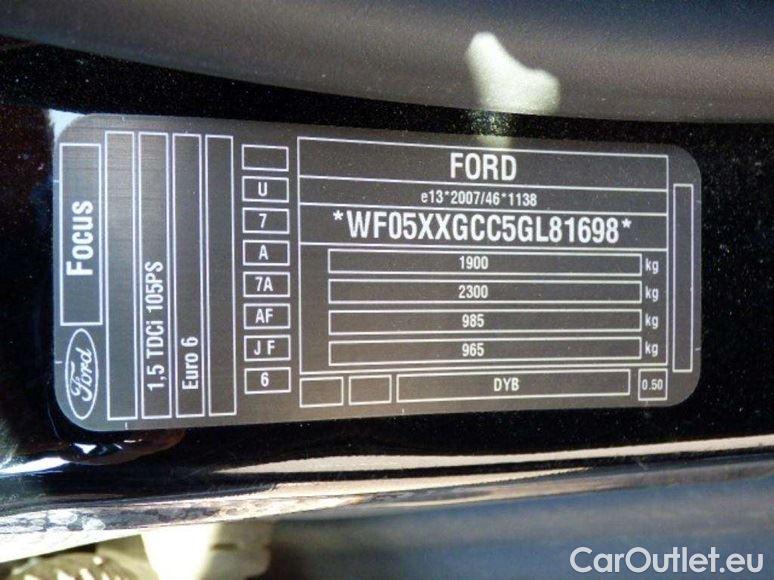 FORD
e13*2007/46*1138
*WF05XXGCC5GL81698*
1900 kg
2300 kg
985 kg
965 kg
DYB
0.50
U
7
A
7A
AF
J F
6
Focus
1,5 TDCi 105PS
Euro 6
Ford
CarOutlet.eu